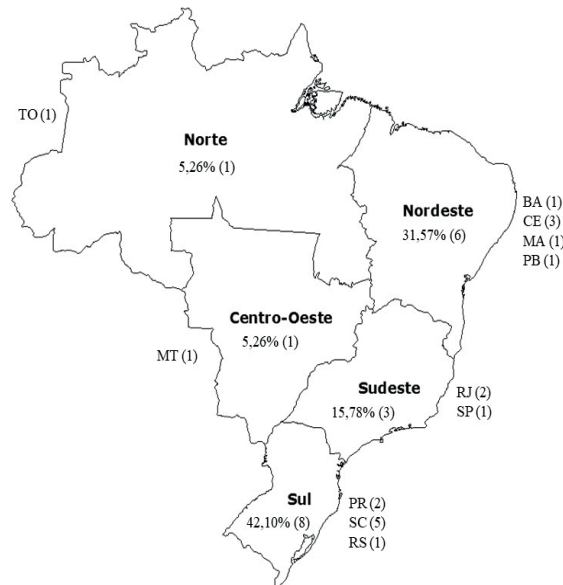 TO (1)
Norte
5,26% (1)
Nordeste
31,57% (6)
BA (1)
CE (3)
MA (1)
PB (1)
Centro-Oeste
5,26% (1)
MT (1)
Sudeste
15,78% (3)
RJ (2)
SP (1)
Sul
42,10% (8)
PR (2)
SC (5)
RS (1)